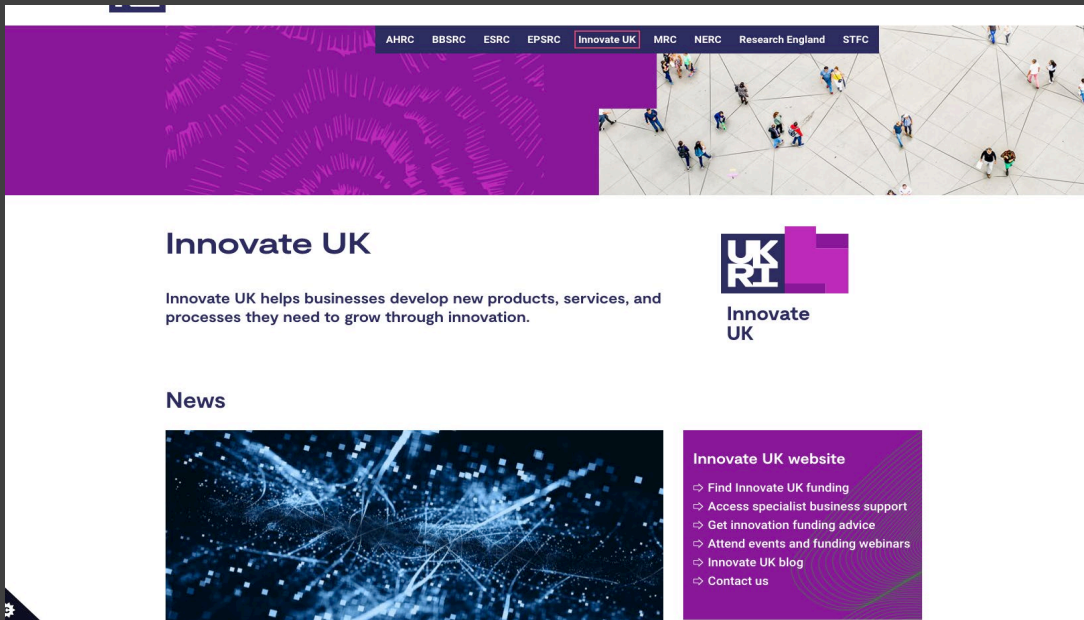 AHRC BBSRC ESRC EPSRC Innovate UK MRC NERC Research England STFC
Innovate UK
UK
RI
Innovate
UK
Innovate UK helps businesses develop new products, services, and
processes they need to grow through innovation.
News
Innovate UK website
⇨ Find Innovate UK funding
⇨ Access specialist business support
⇨ Get innovation funding advice
⇨ Attend events and funding webinars
⇨ Innovate UK blog
⇨ Contact us